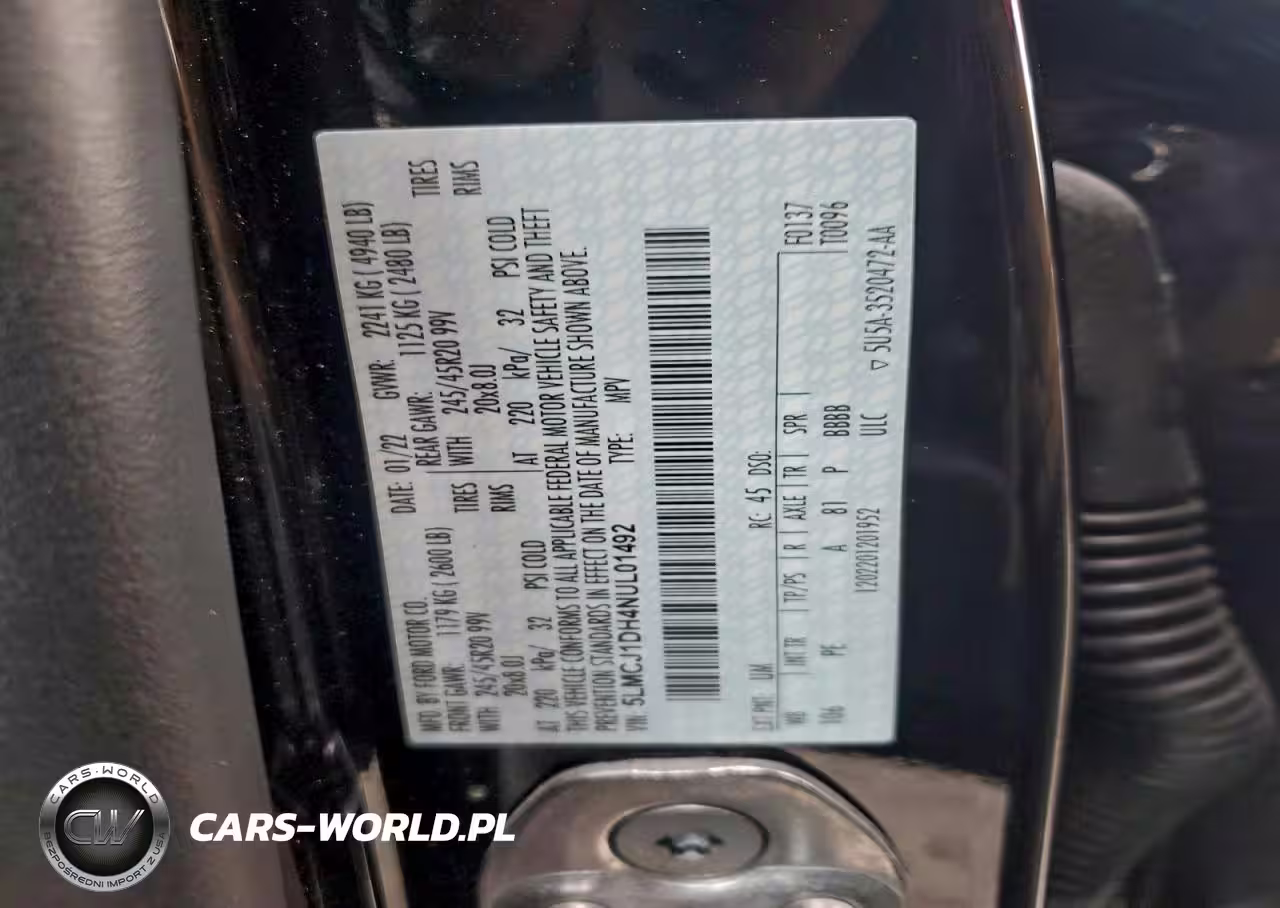 MFD. BY FORD MOTOR CO. DATE: 01/22 GVWR: 2241 KG ( 4940 LB)
FRONT GAWR: 1179 KG ( 2600 LB) REAR GAWR: 1125 KG ( 2480 LB)
WITH 245/45R20 99V TIRES WITH 245/45R20 99V TIRES
20x8.0J RIMS 20x8.0J RIMS
AT 220 kPa/ 32 PSI COLD AT 220 kPa/ 32 PSI COLD
THIS VEHICLE CONFORMS TO ALL APPLICABLE FEDERAL MOTOR VEHICLE SAFETY AND THEFT
PREVENTION STANDARDS IN EFFECT ON THE DATE OF MANUFACTURE SHOWN ABOVE.
VIN: 5LMCJ1DH4NUL01492 TYPE: MPV
EXT PNT: UM RC: 45 DSO:
WB INT TR TP/PS R AXLE TR SPR F0137
106 PE A 81 P BBBB T0096
1202201201952 ULC
▽ 5U5A-3520472-AA
CARS-WORLD
CW
BEZPOŚREDNI IMPORT Z USA
CARS-WORLD.PL